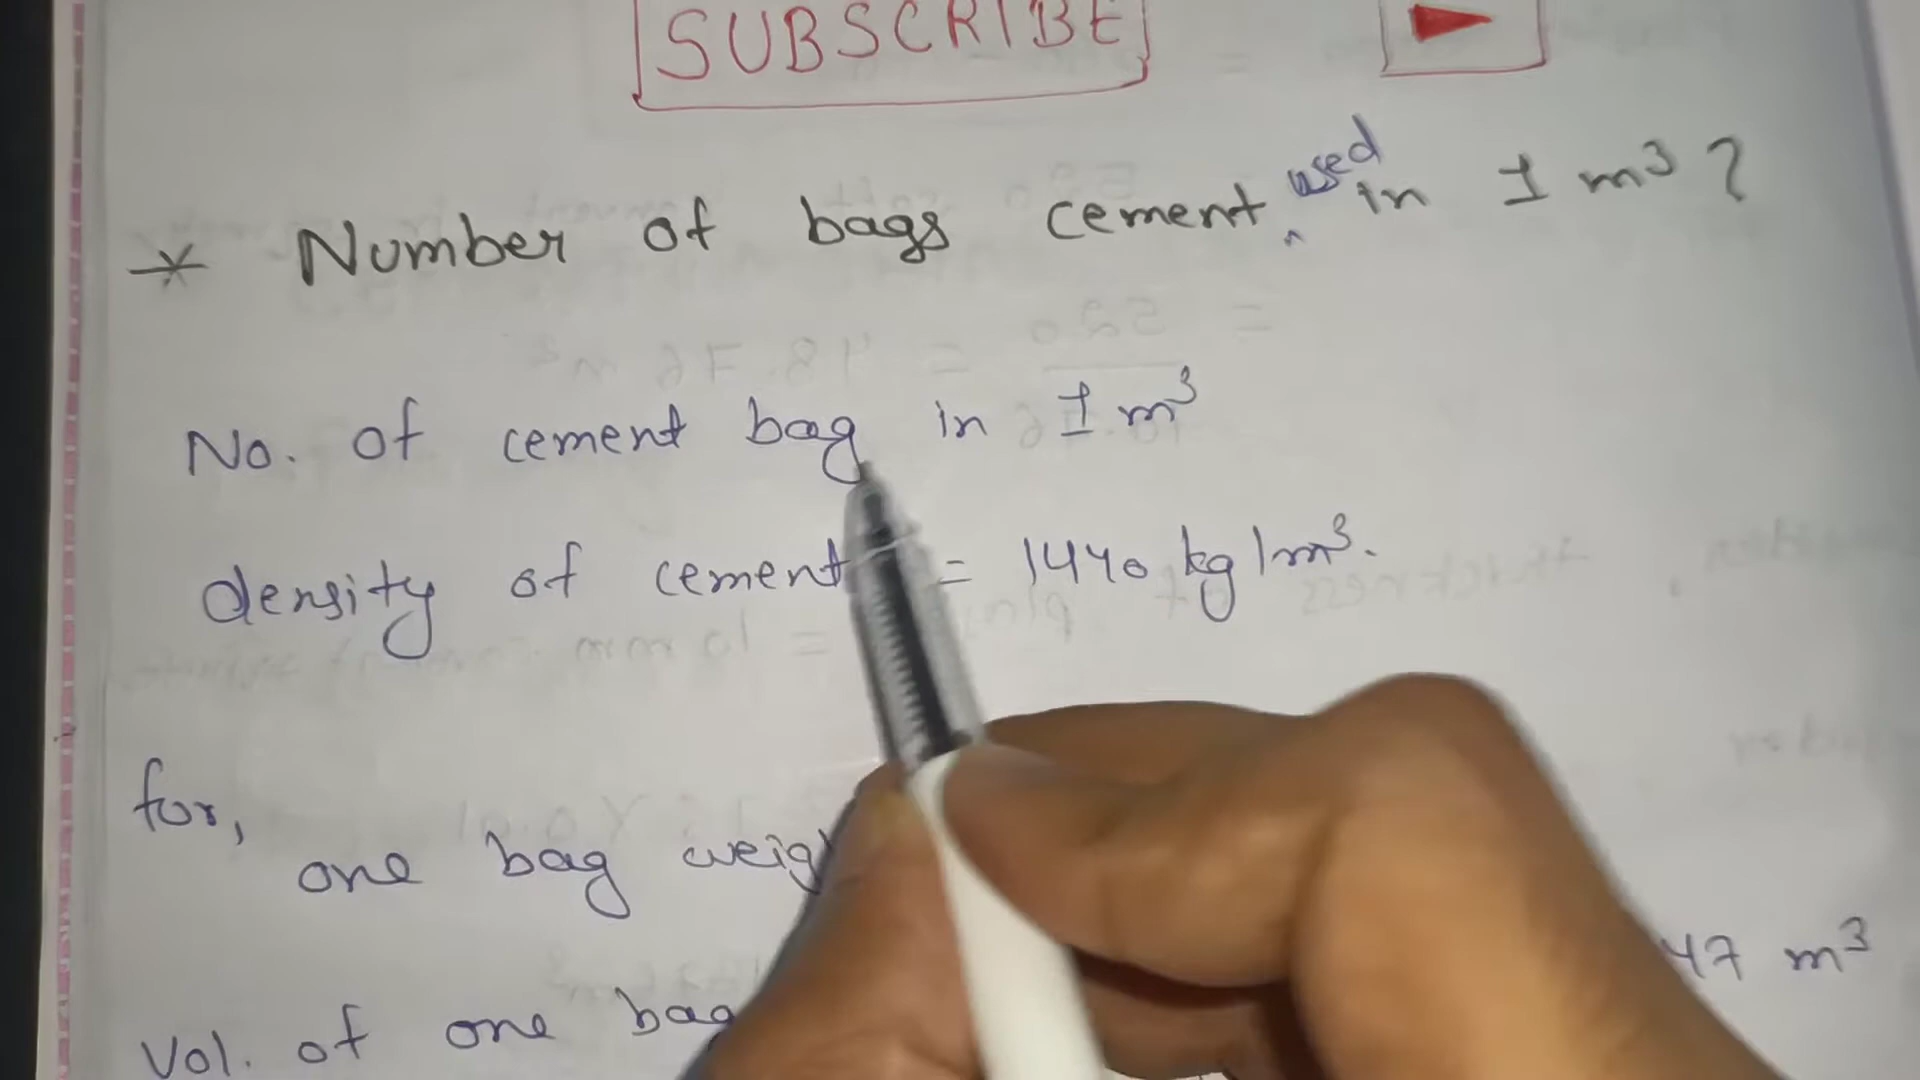 SUBSCRIBE
* Number of bags cement used in 1 m³ ?
No. of cement bag in 1 m³
density of cement = 1440 kg/m³.
for,
one bag
47 m³
Vol. of one bag